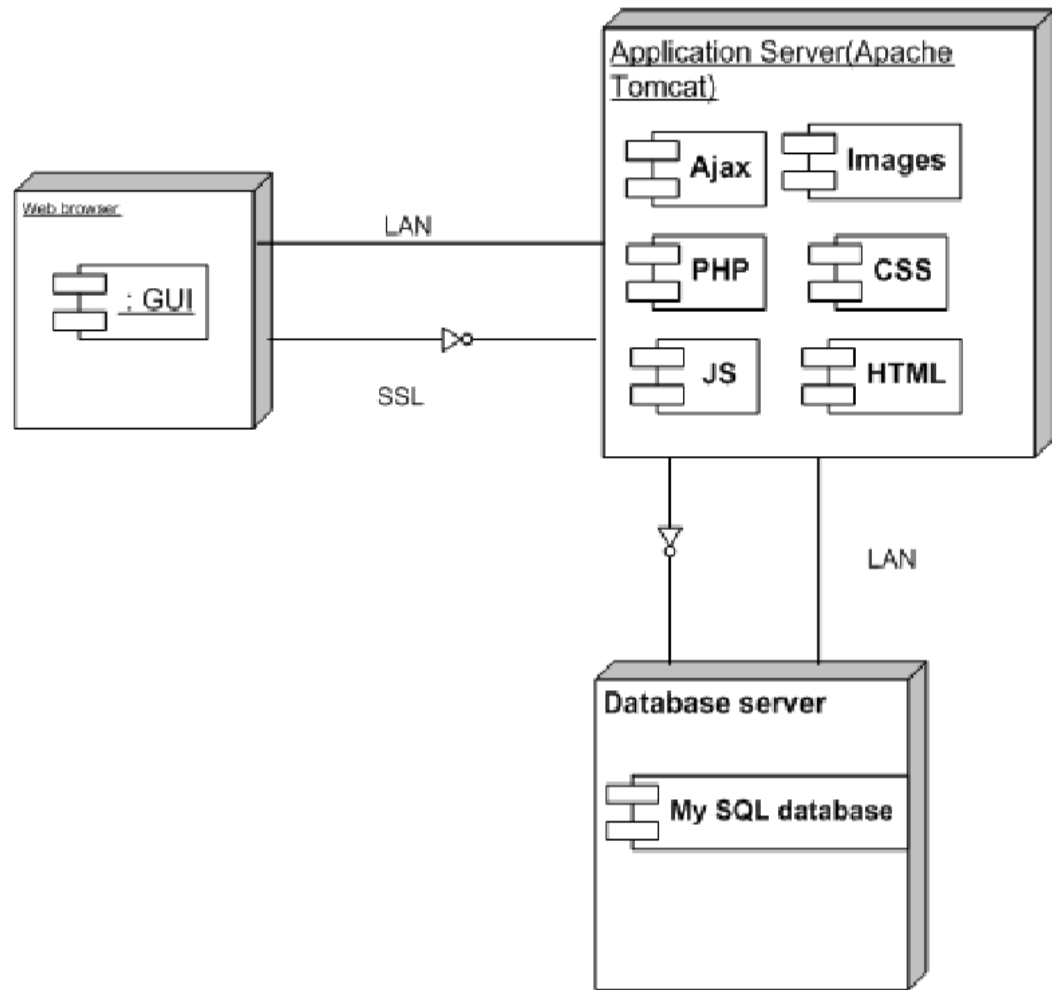 Application Server(Apache
Tomcat)
Ajax
Images
Web browser
LAN
PHP
CSS
: GUI
SSL
JS
HTML
LAN
Database server
My SQL database